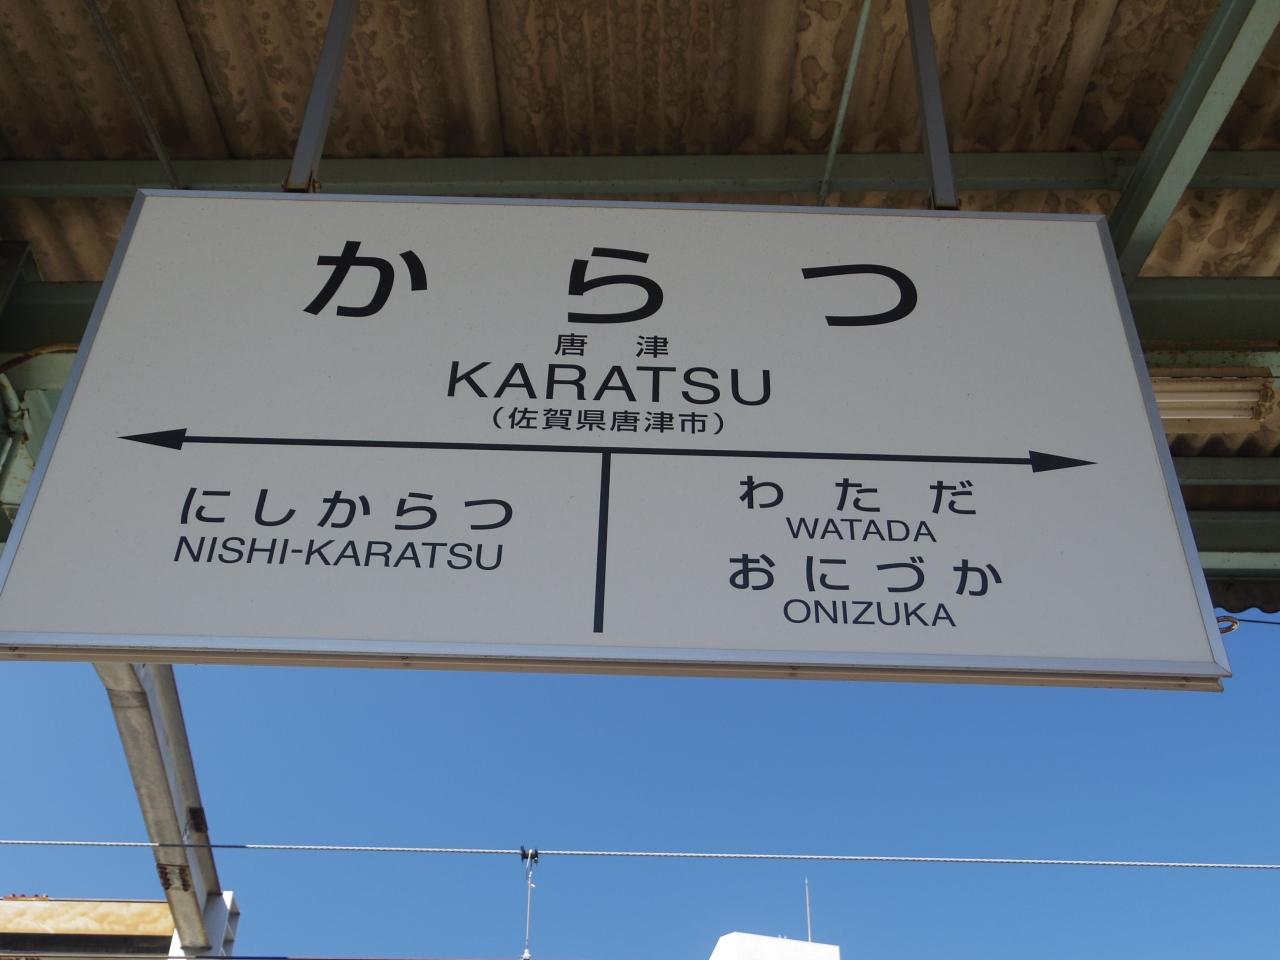 からつ
唐津
KARATSU
(佐賀県唐津市)
にしからつ
NISHI-KARATSU
わただ
WATADA
おにづか
ONIZUKA